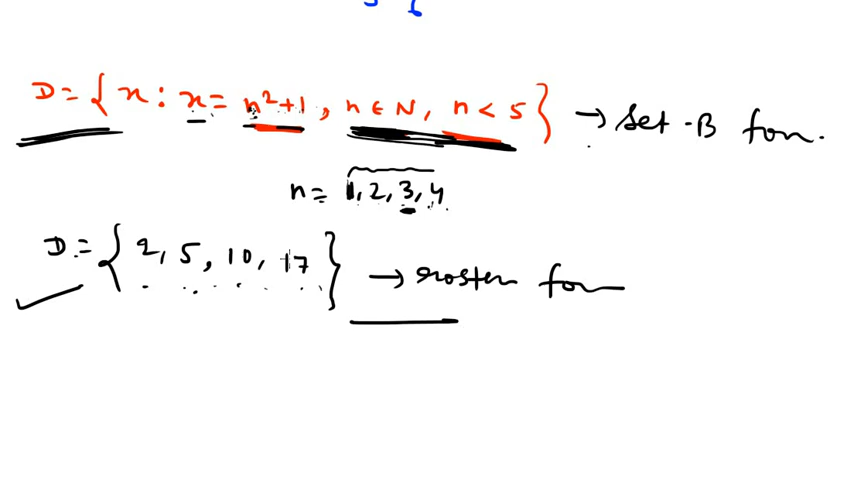 D = { x : x = n²+1 , n ∈ N, n < 5 } → Set -B form.
n = 1, 2, 3, 4
D = { 2, 5, 10, 17 } → roster form